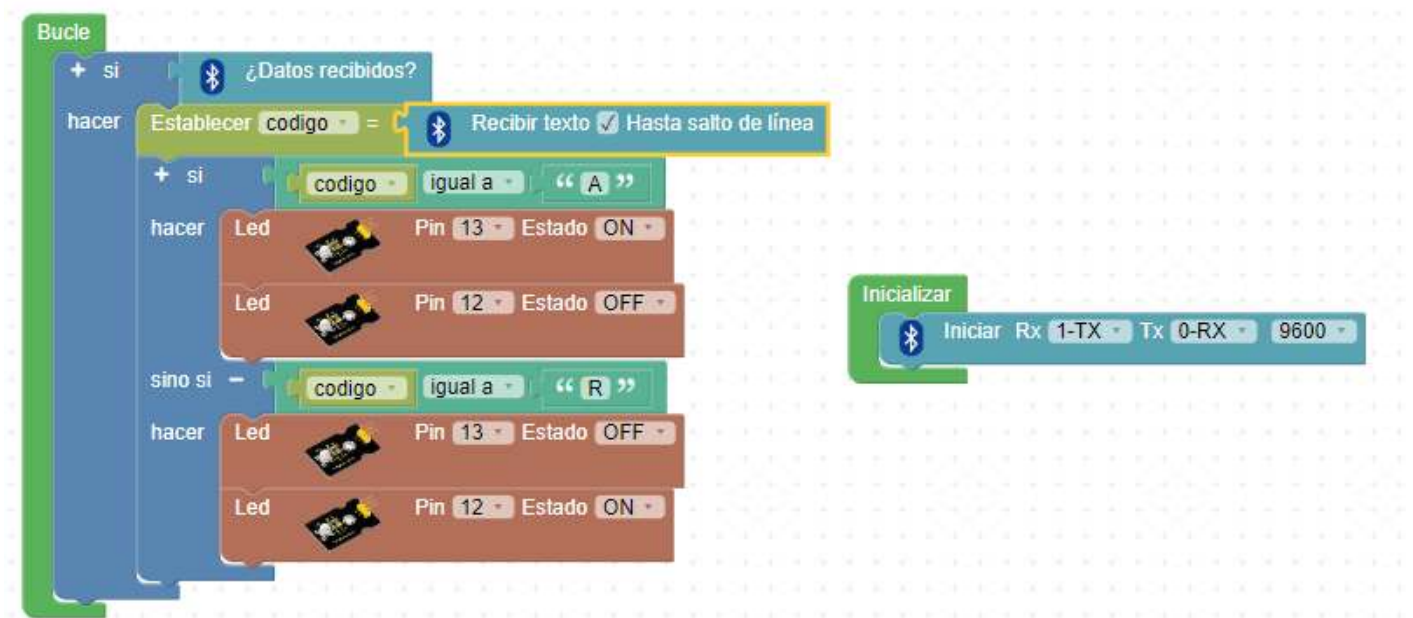 Bucle
+ si ¿Datos recibidos?
hacer Establecer codigo = Recibir texto Hasta salto de línea
+ si codigo igual a “ A ”
hacer Led Pin 13 Estado ON
Led Pin 12 Estado OFF
sino si - codigo igual a “ R ”
hacer Led Pin 13 Estado OFF
Led Pin 12 Estado ON
Inicializar
Iniciar Rx 1-TX Tx 0-RX 9600